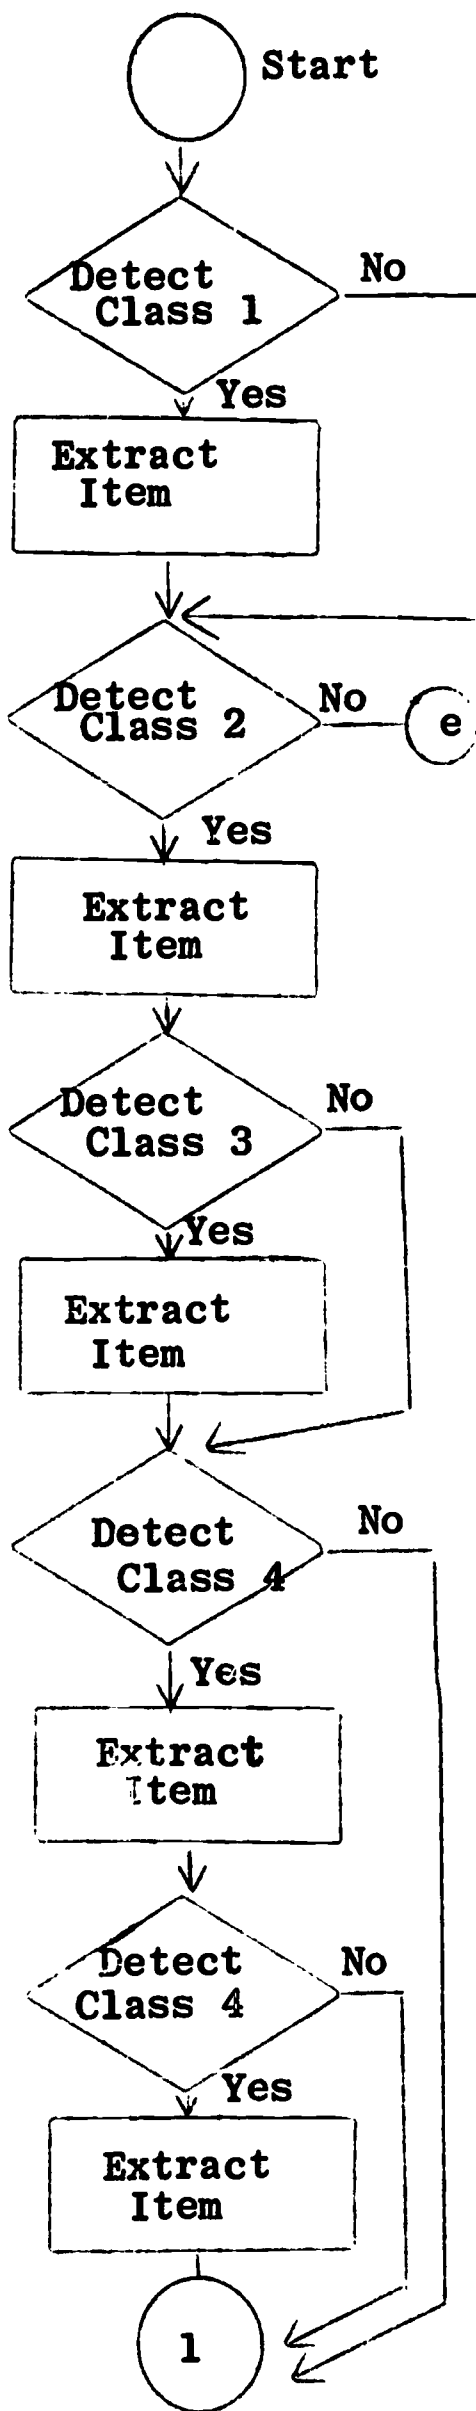 Start
Detect
Class 1
No
Yes
Extract
Item
Detect
Class 2
No
e
Yes
Extract
Item
Detect
Class 3
No
Yes
Extract
Item
Detect
Class 4
No
Yes
Extract
Item
Detect
Class 4
No
Yes
Extract
Item
1